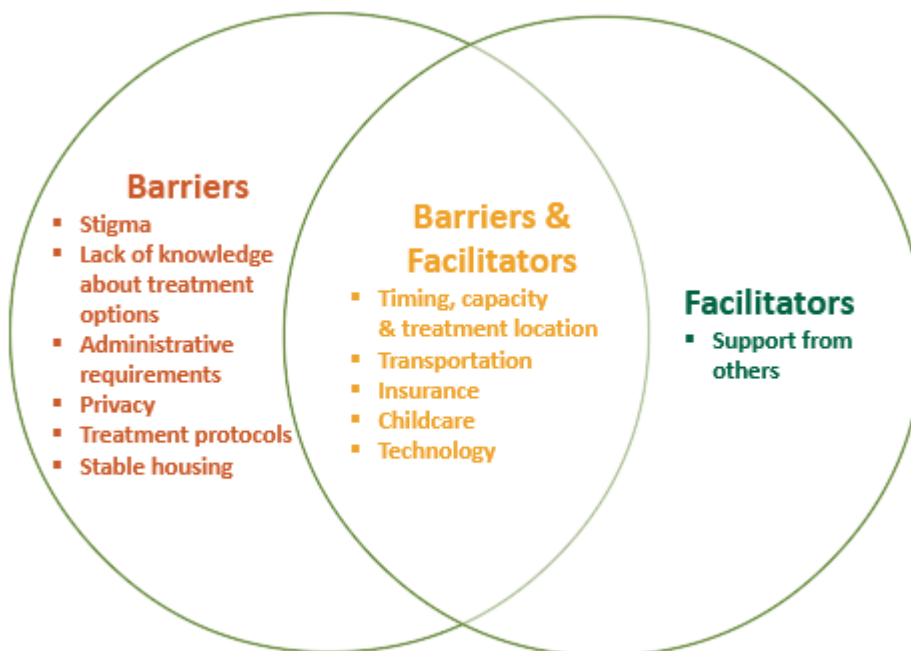 Barriers
▪ Stigma
▪ Lack of knowledge
about treatment
options
▪ Administrative
requirements
▪ Privacy
▪ Treatment protocols
▪ Stable housing
Barriers &
Facilitators
▪ Timing, capacity
& treatment location
▪ Transportation
▪ Insurance
▪ Childcare
▪ Technology
Facilitators
▪ Support from
others